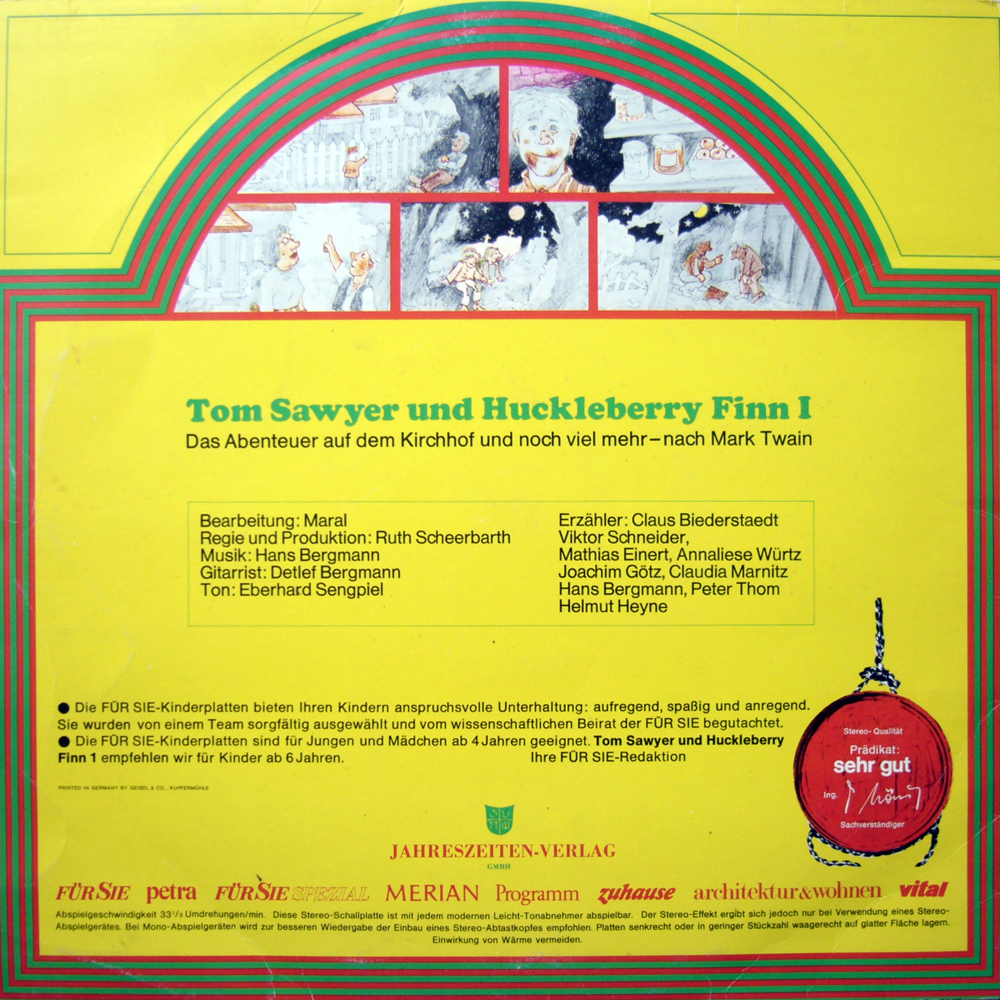 Tom Sawyer und Huckleberry Finn I
Das Abenteuer auf dem Kirchhof und noch viel mehr – nach Mark Twain
Bearbeitung: Maral
Regie und Produktion: Ruth Scheerbarth
Musik: Hans Bergmann
Gitarrist: Detlef Bergmann
Ton: Eberhard Sengpiel
Erzähler: Claus Biederstaedt
Viktor Schneider,
Mathias Einert, Annaliese Würtz
Joachim Götz, Claudia Marnitz
Hans Bergmann, Peter Thom
Helmut Heyne
● Die FÜR SIE-Kinderplatten bieten Ihren Kindern anspruchsvolle Unterhaltung: aufregend, spaßig und anregend.
Sie wurden von einem Team sorgfältig ausgewählt und vom wissenschaftlichen Beirat der FÜR SIE begutachtet.
● Die FÜR SIE-Kinderplatten sind für Jungen und Mädchen ab 4 Jahren geeignet. Tom Sawyer und Huckleberry
Finn 1 empfehlen wir für Kinder ab 6 Jahren. Ihre FÜR SIE-Redaktion
PRINTED IN GERMANY BY GEISEL & CO., KUPFERMÜHLE
Stereo-Qualität
Prädikat:
sehr gut
Ing.
Sachverständiger
JAHRESZEITEN-VERLAG
GMBH
FÜR SIE petra FÜR SIE SPEZIAL MERIAN Programm zuhause architektur & wohnen vital
Abspielgeschwindigkeit 33 1/3 Umdrehungen/min. Diese Stereo-Schallplatte ist mit jedem modernen Leicht-Tonabnehmer abspielbar. Der Stereo-Effekt ergibt sich jedoch nur bei Verwendung eines Stereo-
Abspielgerätes. Bei Mono-Abspielgeräten wird zur besseren Wiedergabe der Einbau eines Stereo-Abtastkopfes empfohlen. Platten senkrecht oder in geringer Stückzahl waagerecht auf glatter Fläche lagern.
Einwirkung von Wärme vermeiden.